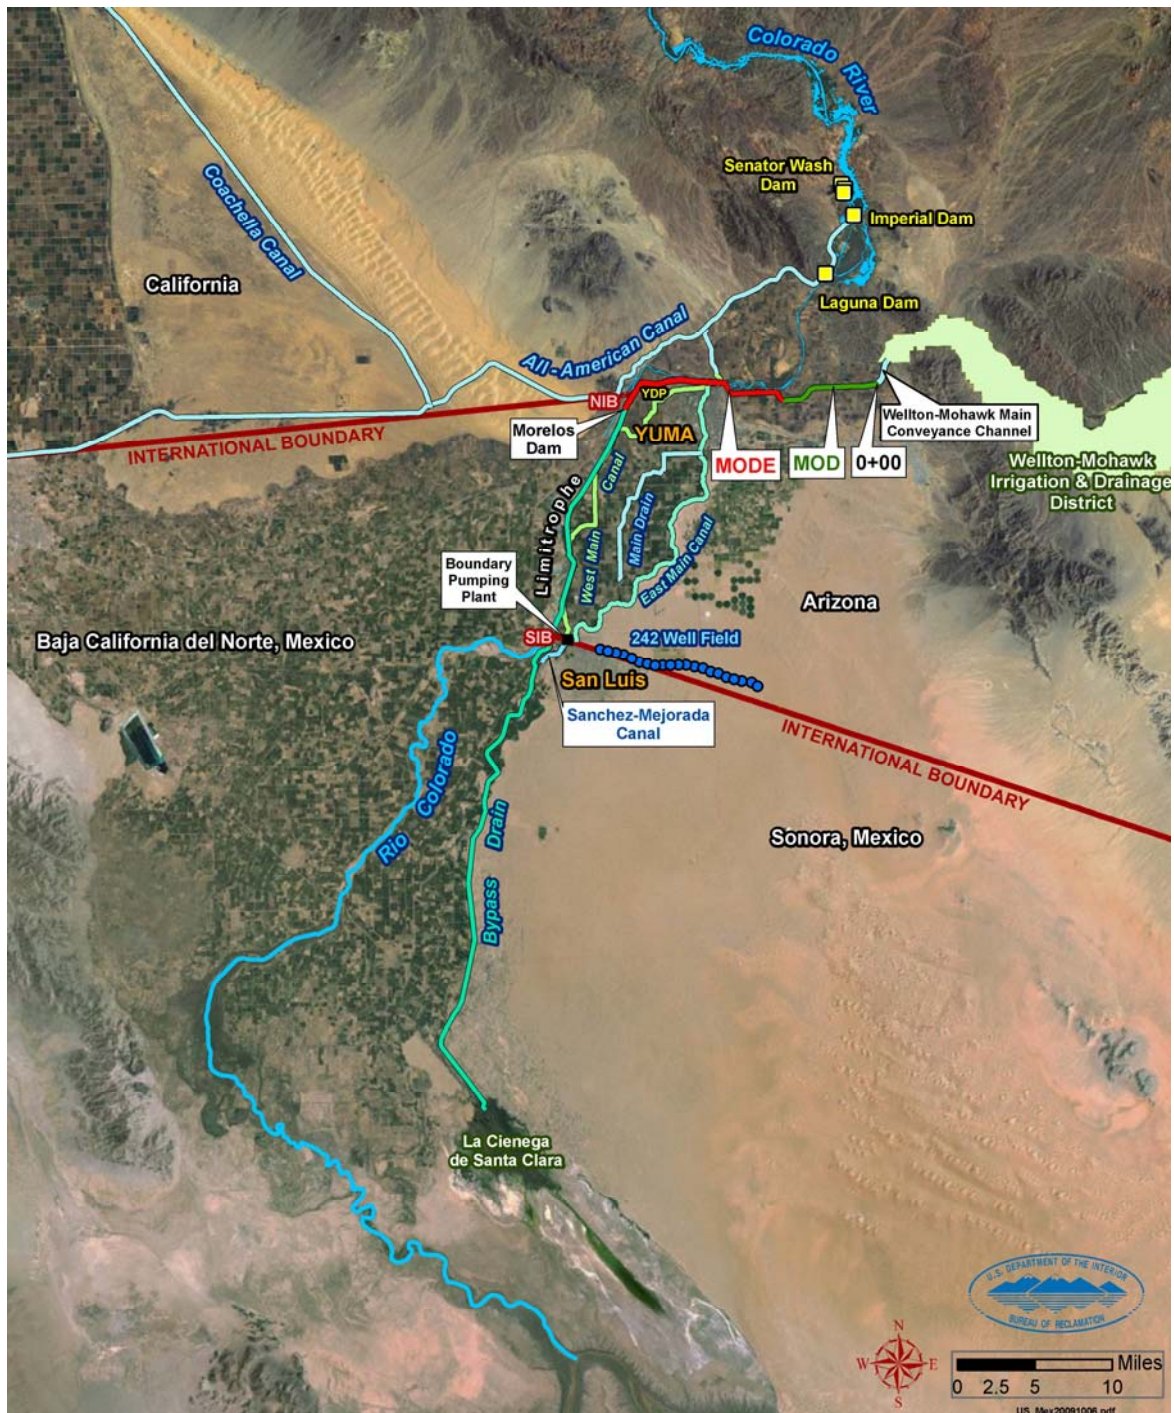 Colorado River
Senator Wash
Dam
Imperial Dam
Coachella Canal
California
Laguna Dam
All-American Canal
NIB
YDP
Morelos
Dam
YUMA
INTERNATIONAL BOUNDARY
MODE
MOD
0+00
Wellton-Mohawk Main
Conveyance Channel
Wellton-Mohawk
Irrigation & Drainage
District
Limitrophe
West Main Canal
Main Drain
East Main Canal
Boundary
Pumping
Plant
Arizona
Baja California del Norte, Mexico
SIB
242 Well Field
San Luis
Sanchez-Mejorada
Canal
INTERNATIONAL BOUNDARY
Rio Colorado
Bypass Drain
Sonora, Mexico
La Cienega
de Santa Clara
U.S. DEPARTMENT OF THE INTERIOR
BUREAU OF RECLAMATION
N
W E
S
Miles
0 2.5 5 10
US_Mex20091006.pdf